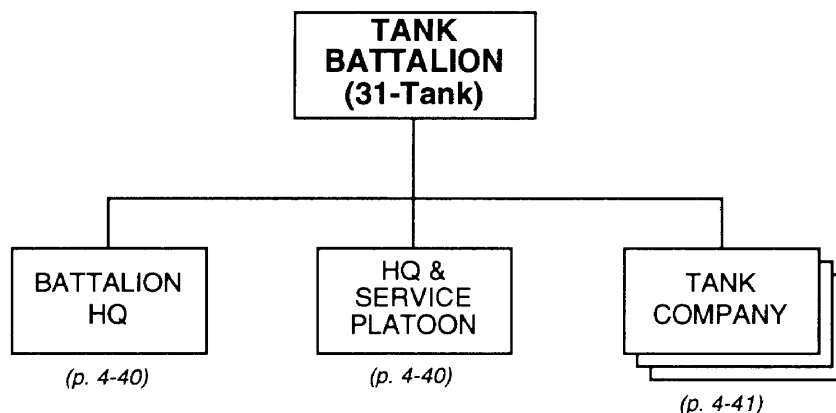 TANK
BATTALION
(31-Tank)
BATTALION
HQ
(p. 4-40)
HQ &
SERVICE
PLATOON
(p. 4-40)
TANK
COMPANY
(p. 4-41)